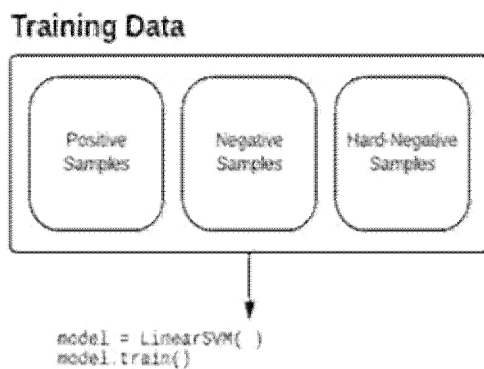 Training Data
Positive
Samples
Negative
Samples
Hard-Negative
Samples
model = LinearSVM( )
model.train()